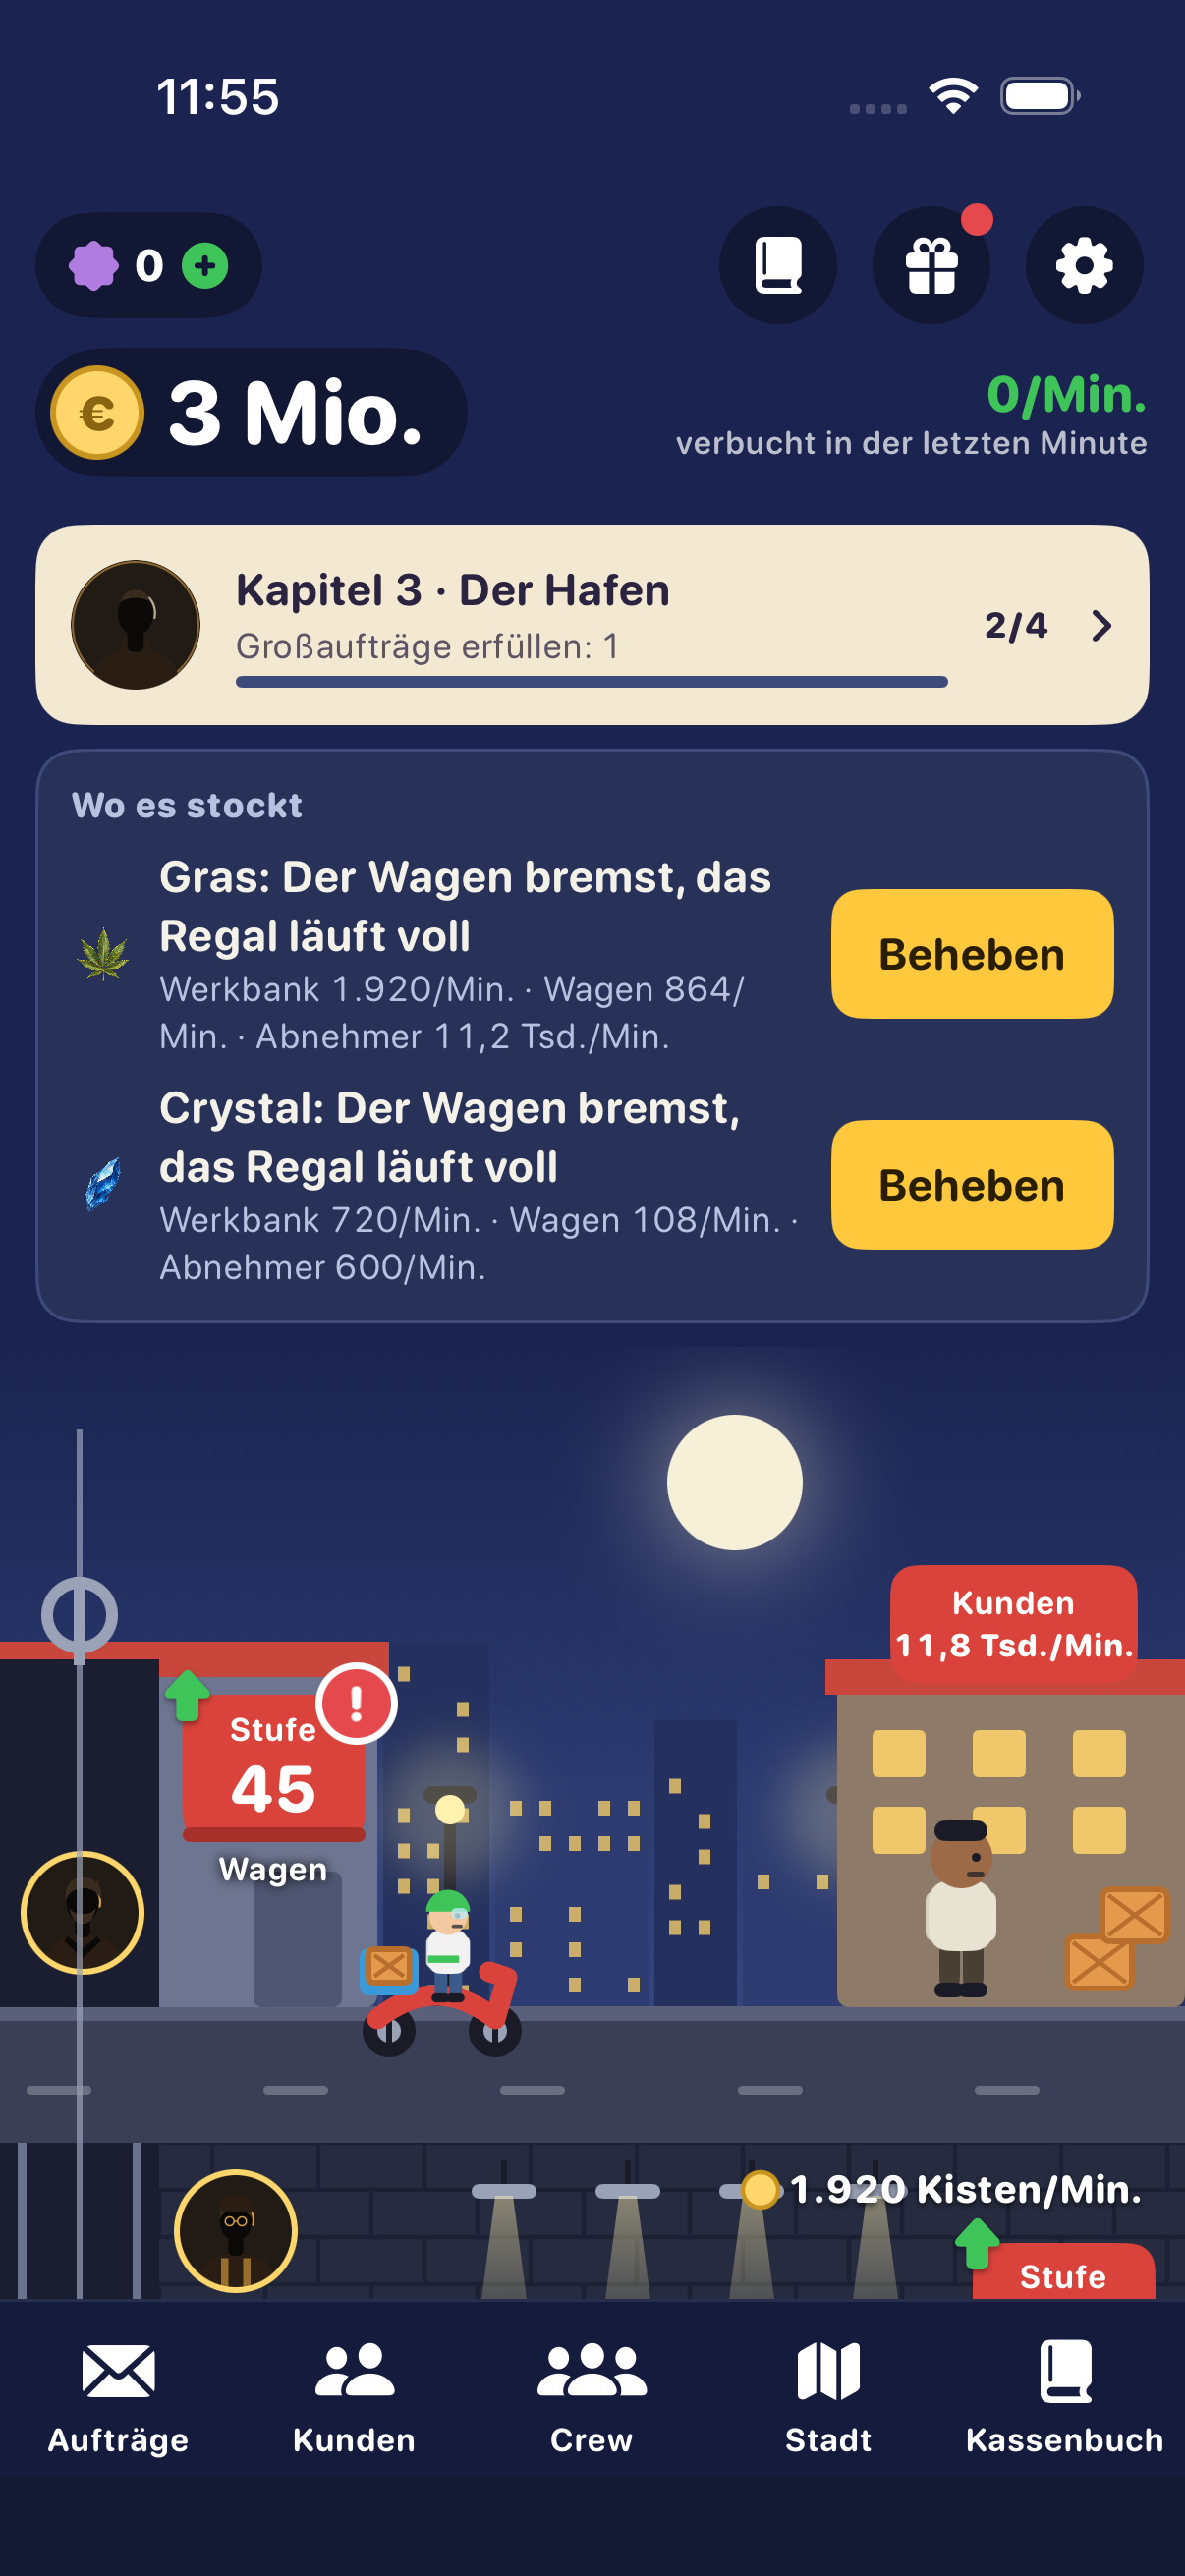 11:55
0
€ 3 Mio.
0/Min.
verbucht in der letzten Minute
Kapitel 3 · Der Hafen
Großaufträge erfüllen: 1
2/4
Wo es stockt
Gras: Der Wagen bremst, das
Regal läuft voll
Werkbank 1.920/Min. · Wagen 864/
Min. · Abnehmer 11,2 Tsd./Min.
Beheben
Crystal: Der Wagen bremst,
das Regal läuft voll
Werkbank 720/Min. · Wagen 108/Min. ·
Abnehmer 600/Min.
Beheben
Kunden
11,8 Tsd./Min.
Stufe
45
!
Wagen
1.920 Kisten/Min.
Stufe
Aufträge
Kunden
Crew
Stadt
Kassenbuch